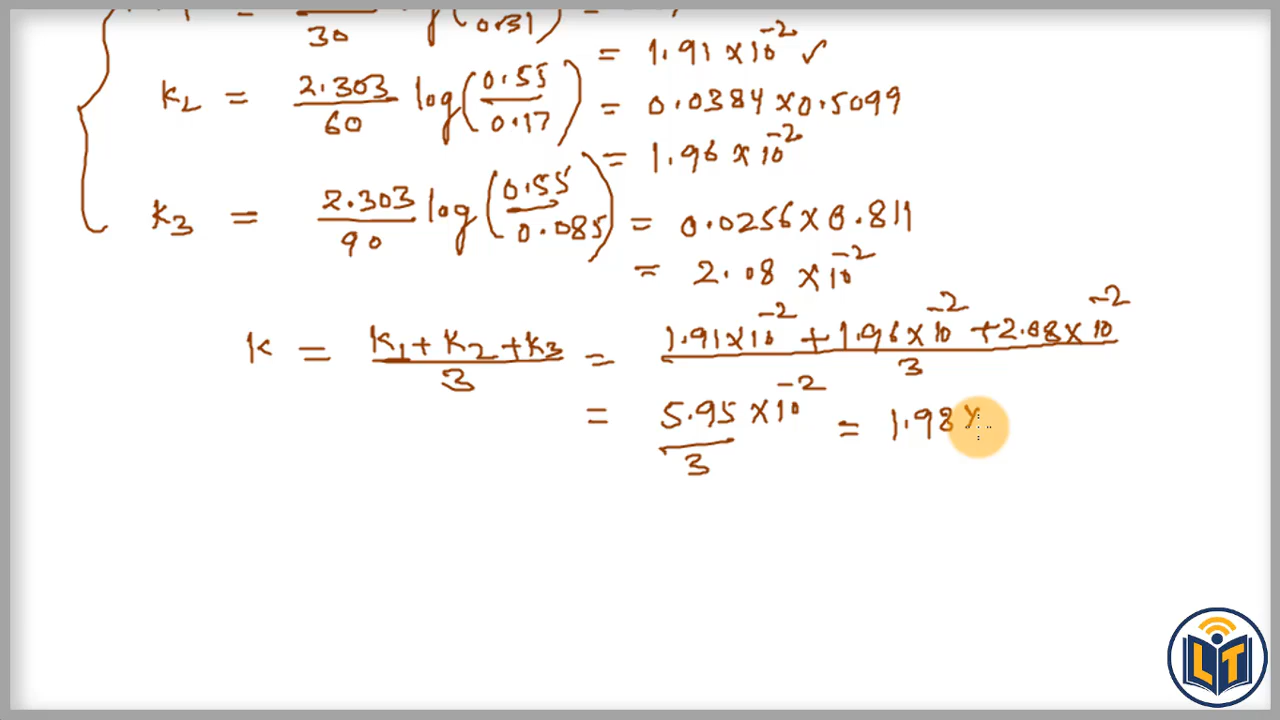 30 0.31)
= 1.91 × 10⁻² ✓
k₂ = 2.303/60 log(0.55/0.17) = 0.0384 × 0.5099
= 1.96 × 10⁻²
k₃ = 2.303/90 log(0.55/0.085) = 0.0256 × 0.811
= 2.08 × 10⁻²
k = k₁ + k₂ + k₃/3 = 1.91 × 10⁻² + 1.96 × 10⁻² + 2.08 × 10⁻²/3
= 5.95 × 10⁻²/3 = 1.98 ×
LT